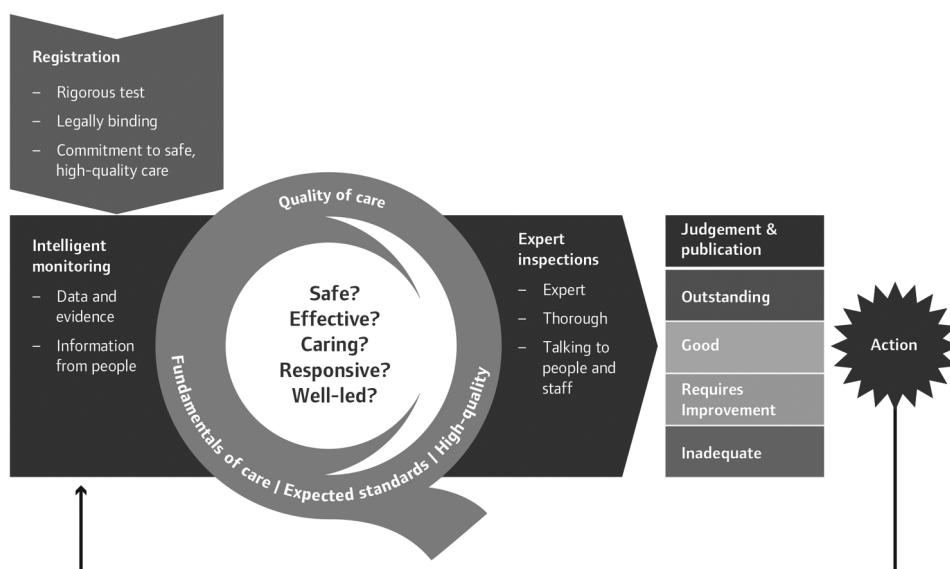 Registration
– Rigorous test
– Legally binding
– Commitment to safe,
high-quality care
Quality of care
Intelligent
monitoring
– Data and
evidence
– Information
from people
Safe?
Effective?
Caring?
Responsive?
Well-led?
Fundamentals of care | Expected standards | High-quality
Expert
inspections
– Expert
– Thorough
– Talking to
people and
staff
Judgement &
publication
Outstanding
Good
Requires
Improvement
Inadequate
Action